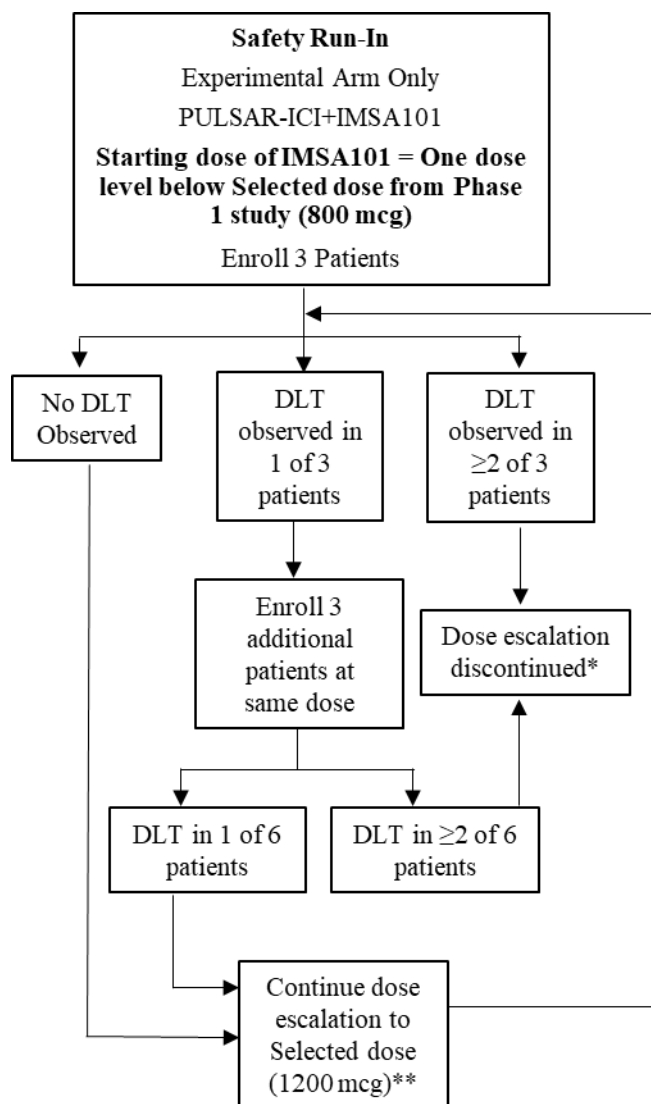 Safety Run-In
Experimental Arm Only
PULSAR-ICI+IMSA101
Starting dose of IMSA101 = One dose
level below Selected dose from Phase
1 study (800 mcg)
Enroll 3 Patients
No DLT
Observed
DLT
observed in
1 of 3
patients
DLT
observed in
≥2 of 3
patients
Enroll 3
additional
patients at
same dose
Dose escalation
discontinued*
DLT in 1 of 6
patients
DLT in ≥2 of 6
patients
Continue dose
escalation to
Selected dose
(1200 mcg)**